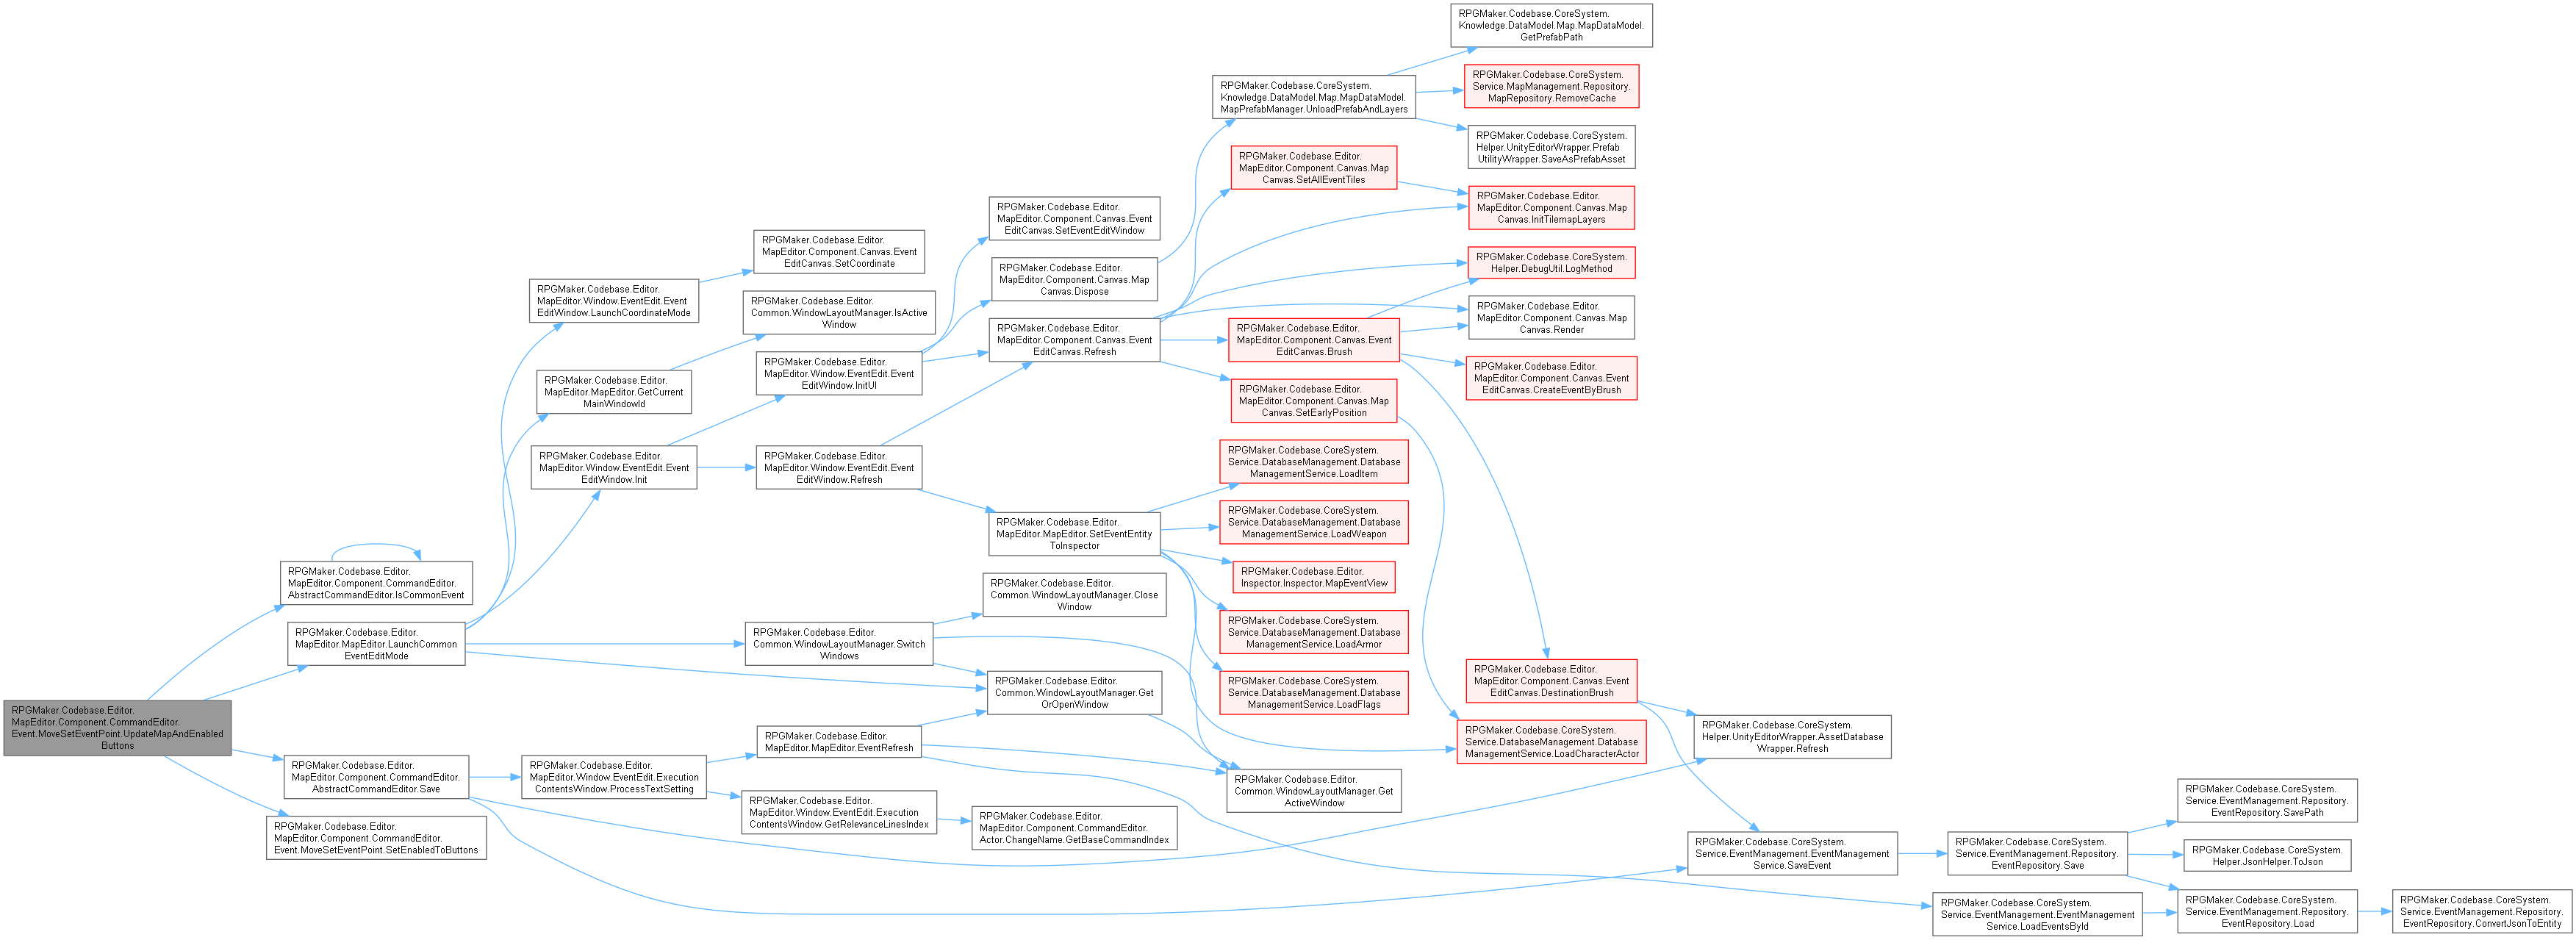 RPGMaker.Codebase.Editor.
MapEditor.Component.CommandEditor.
Event.MoveSetEventPoint.UpdateMapAndEnabled
Buttons
RPGMaker.Codebase.Editor.
MapEditor.Component.CommandEditor.
AbstractCommandEditor.IsCommonEvent
RPGMaker.Codebase.Editor.
MapEditor.MapEditor.LaunchCommon
EventEditMode
RPGMaker.Codebase.Editor.
MapEditor.Component.CommandEditor.
AbstractCommandEditor.Save
RPGMaker.Codebase.Editor.
MapEditor.Component.CommandEditor.
Event.MoveSetEventPoint.SetEnabledToButtons
RPGMaker.Codebase.Editor.
MapEditor.Window.EventEdit.Event
EditWindow.LaunchCoordinateMode
RPGMaker.Codebase.Editor.
MapEditor.MapEditor.GetCurrent
MainWindowId
RPGMaker.Codebase.Editor.
MapEditor.Window.EventEdit.Event
EditWindow.Init
RPGMaker.Codebase.Editor.
MapEditor.Window.EventEdit.Execution
ContentsWindow.ProcessTextSetting
RPGMaker.Codebase.Editor.
MapEditor.Component.Canvas.Event
EditCanvas.SetCoordinate
RPGMaker.Codebase.Editor.
Common.WindowLayoutManager.IsActive
Window
RPGMaker.Codebase.Editor.
MapEditor.Window.EventEdit.Event
EditWindow.InitUI
RPGMaker.Codebase.Editor.
MapEditor.Window.EventEdit.Event
EditWindow.Refresh
RPGMaker.Codebase.Editor.
Common.WindowLayoutManager.Switch
Windows
RPGMaker.Codebase.Editor.
MapEditor.MapEditor.EventRefresh
RPGMaker.Codebase.Editor.
MapEditor.Window.EventEdit.Execution
ContentsWindow.GetRelevanceLinesIndex
RPGMaker.Codebase.Editor.
MapEditor.Component.Canvas.Event
EditCanvas.SetEventEditWindow
RPGMaker.Codebase.Editor.
MapEditor.Component.Canvas.Map
Canvas.Dispose
RPGMaker.Codebase.Editor.
MapEditor.Component.Canvas.Event
EditCanvas.Refresh
RPGMaker.Codebase.Editor.
MapEditor.MapEditor.SetEventEntity
ToInspector
RPGMaker.Codebase.Editor.
Common.WindowLayoutManager.Close
Window
RPGMaker.Codebase.Editor.
Common.WindowLayoutManager.Get
OrOpenWindow
RPGMaker.Codebase.Editor.
MapEditor.Component.CommandEditor.
Actor.ChangeName.GetBaseCommandIndex
RPGMaker.Codebase.CoreSystem.
Knowledge.DataModel.Map.MapDataModel.
MapPrefabManager.UnloadPrefabAndLayers
RPGMaker.Codebase.Editor.
MapEditor.Component.Canvas.Map
Canvas.SetAllEventTiles
RPGMaker.Codebase.Editor.
MapEditor.Component.Canvas.Event
EditCanvas.Brush
RPGMaker.Codebase.Editor.
MapEditor.Component.Canvas.Map
Canvas.SetEarlyPosition
RPGMaker.Codebase.CoreSystem.
Service.DatabaseManagement.Database
ManagementService.LoadItem
RPGMaker.Codebase.CoreSystem.
Service.DatabaseManagement.Database
ManagementService.LoadWeapon
RPGMaker.Codebase.Editor.
Inspector.Inspector.MapEventView
RPGMaker.Codebase.CoreSystem.
Service.DatabaseManagement.Database
ManagementService.LoadArmor
RPGMaker.Codebase.CoreSystem.
Service.DatabaseManagement.Database
ManagementService.LoadFlags
RPGMaker.Codebase.Editor.
Common.WindowLayoutManager.Get
ActiveWindow
RPGMaker.Codebase.CoreSystem.
Knowledge.DataModel.Map.MapDataModel.
GetPrefabPath
RPGMaker.Codebase.CoreSystem.
Service.MapManagement.Repository.
MapRepository.RemoveCache
RPGMaker.Codebase.CoreSystem.
Helper.UnityEditorWrapper.Prefab
UtilityWrapper.SaveAsPrefabAsset
RPGMaker.Codebase.Editor.
MapEditor.Component.Canvas.Map
Canvas.InitTilemapLayers
RPGMaker.Codebase.CoreSystem.
Helper.DebugUtil.LogMethod
RPGMaker.Codebase.Editor.
MapEditor.Component.Canvas.Map
Canvas.Render
RPGMaker.Codebase.Editor.
MapEditor.Component.Canvas.Event
EditCanvas.CreateEventByBrush
RPGMaker.Codebase.Editor.
MapEditor.Component.Canvas.Event
EditCanvas.DestinationBrush
RPGMaker.Codebase.CoreSystem.
Service.DatabaseManagement.Database
ManagementService.LoadCharacterActor
RPGMaker.Codebase.CoreSystem.
Helper.UnityEditorWrapper.AssetDatabase
Wrapper.Refresh
RPGMaker.Codebase.CoreSystem.
Service.EventManagement.EventManagement
Service.SaveEvent
RPGMaker.Codebase.CoreSystem.
Service.EventManagement.Repository.
EventRepository.Save
RPGMaker.Codebase.CoreSystem.
Service.EventManagement.EventManagement
Service.LoadEventsById
RPGMaker.Codebase.CoreSystem.
Service.EventManagement.Repository.
EventRepository.SavePath
RPGMaker.Codebase.CoreSystem.
Helper.JsonHelper.ToJson
RPGMaker.Codebase.CoreSystem.
Service.EventManagement.Repository.
EventRepository.Load
RPGMaker.Codebase.CoreSystem.
Service.EventManagement.Repository.
EventRepository.ConvertJsonToEntity